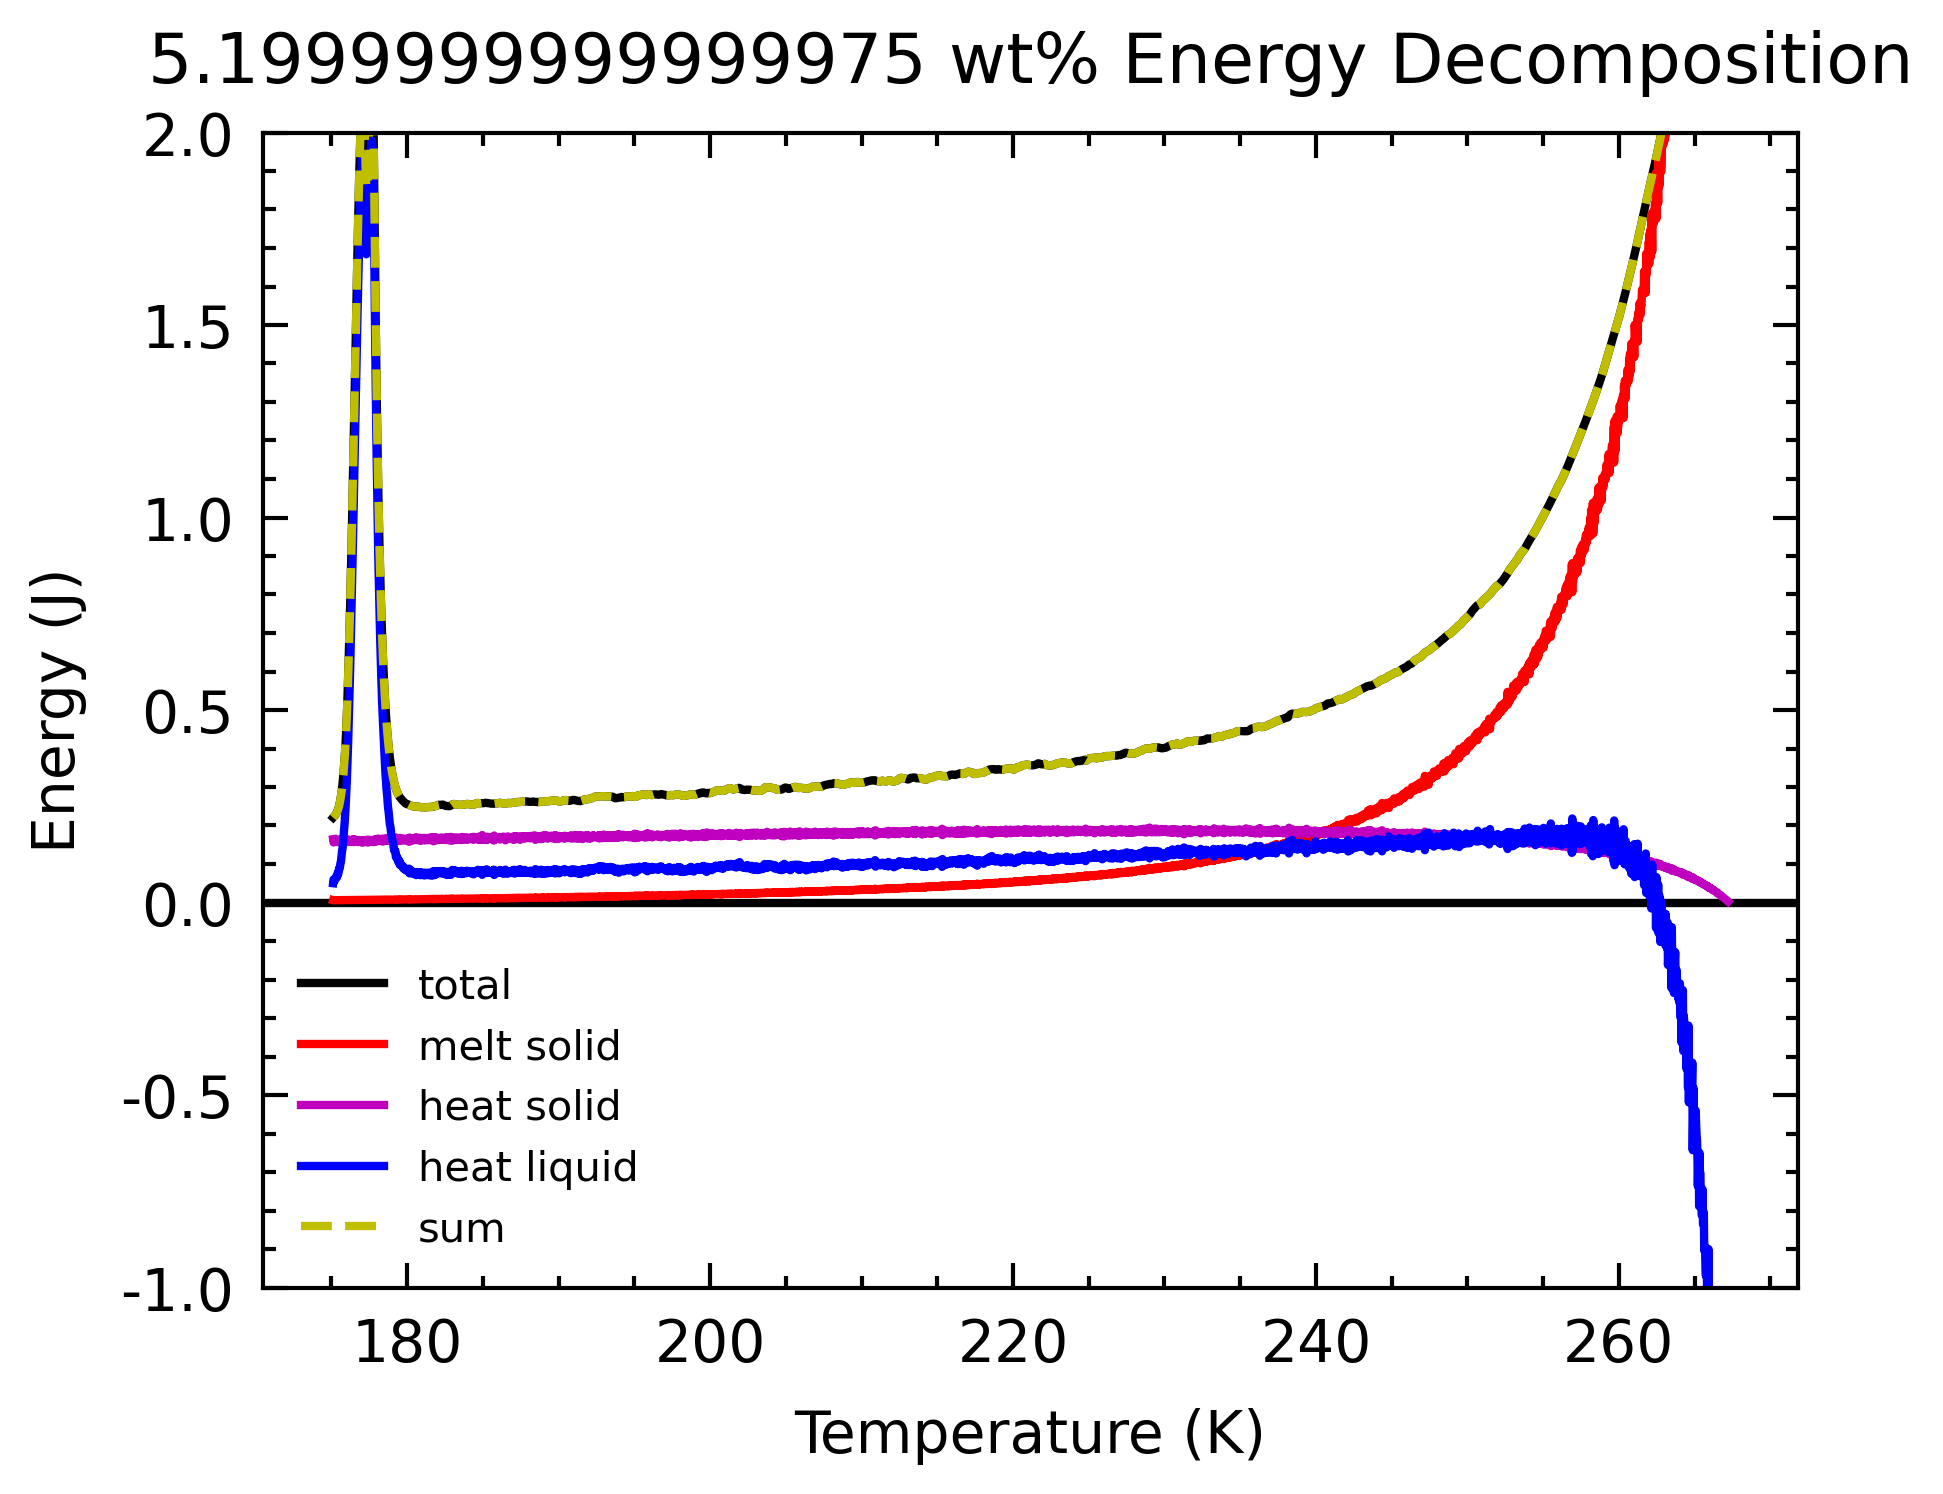 5.199999999999999975 wt% Energy Decomposition
2.0
1.5
1.0
0.5
0.0
-0.5
-1.0
Energy (J)
total
melt solid
heat solid
heat liquid
sum
180 200 220 240 260
Temperature (K)